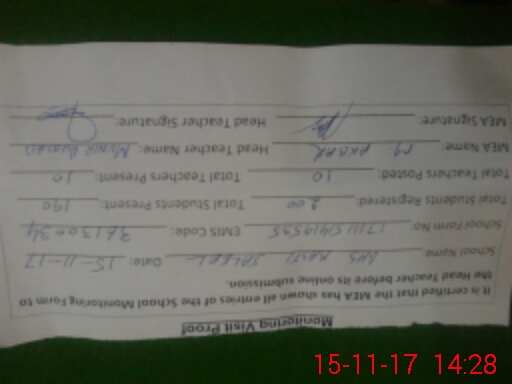 Monitoring Visit Proof
It is certified that the MEA has shown all entries of the School Monitoring Form to
the Head Teacher before its online submission.
School Name Date: 15-11-17
School Form No: EMIS Code:
Total Students Registered: 200 Total Students Present: 190
Total Teachers Posted: 10 Total Teachers Present: 10
MEA Name: M AKBAR Head Teacher Name:
MEA Signature: Head Teacher Signature:
15-11-17 14:28